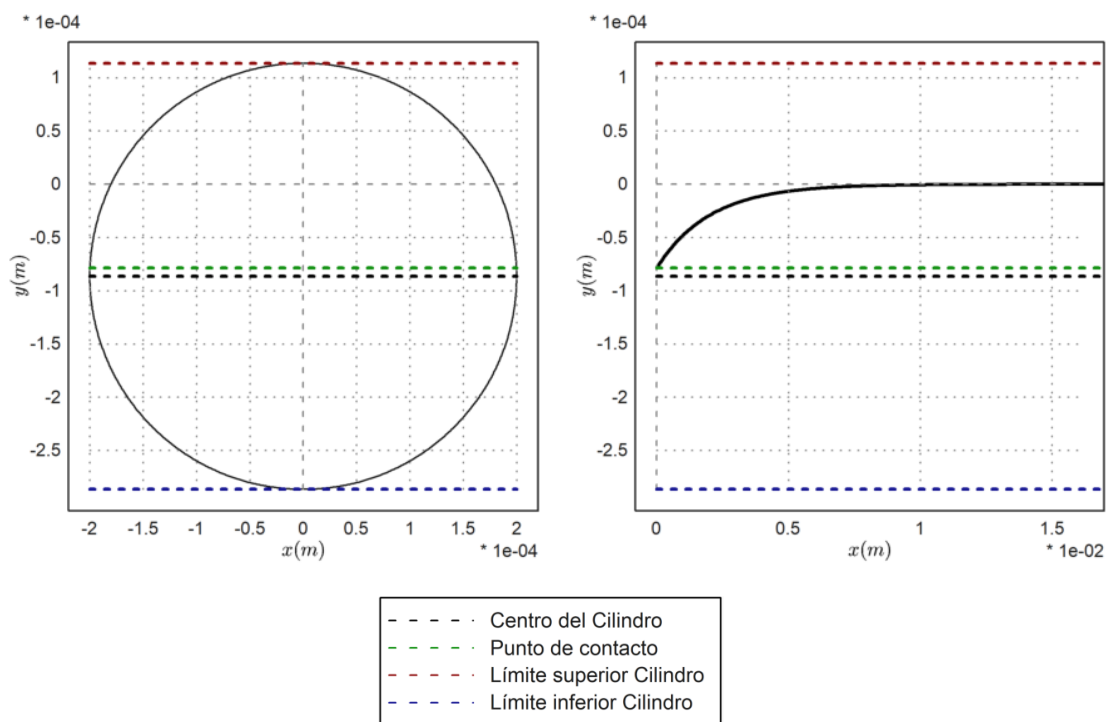 * 1e-04
1
0.5
0
-0.5
-1
-1.5
-2
-2.5
y(m)
-2 -1.5 -1 -0.5 0 0.5 1 1.5 2
x(m)
* 1e-04
* 1e-04
1
0.5
0
-0.5
-1
-1.5
-2
-2.5
y(m)
0 0.5 1 1.5
x(m)
* 1e-02
Centro del Cilindro
Punto de contacto
Límite superior Cilindro
Límite inferior Cilindro